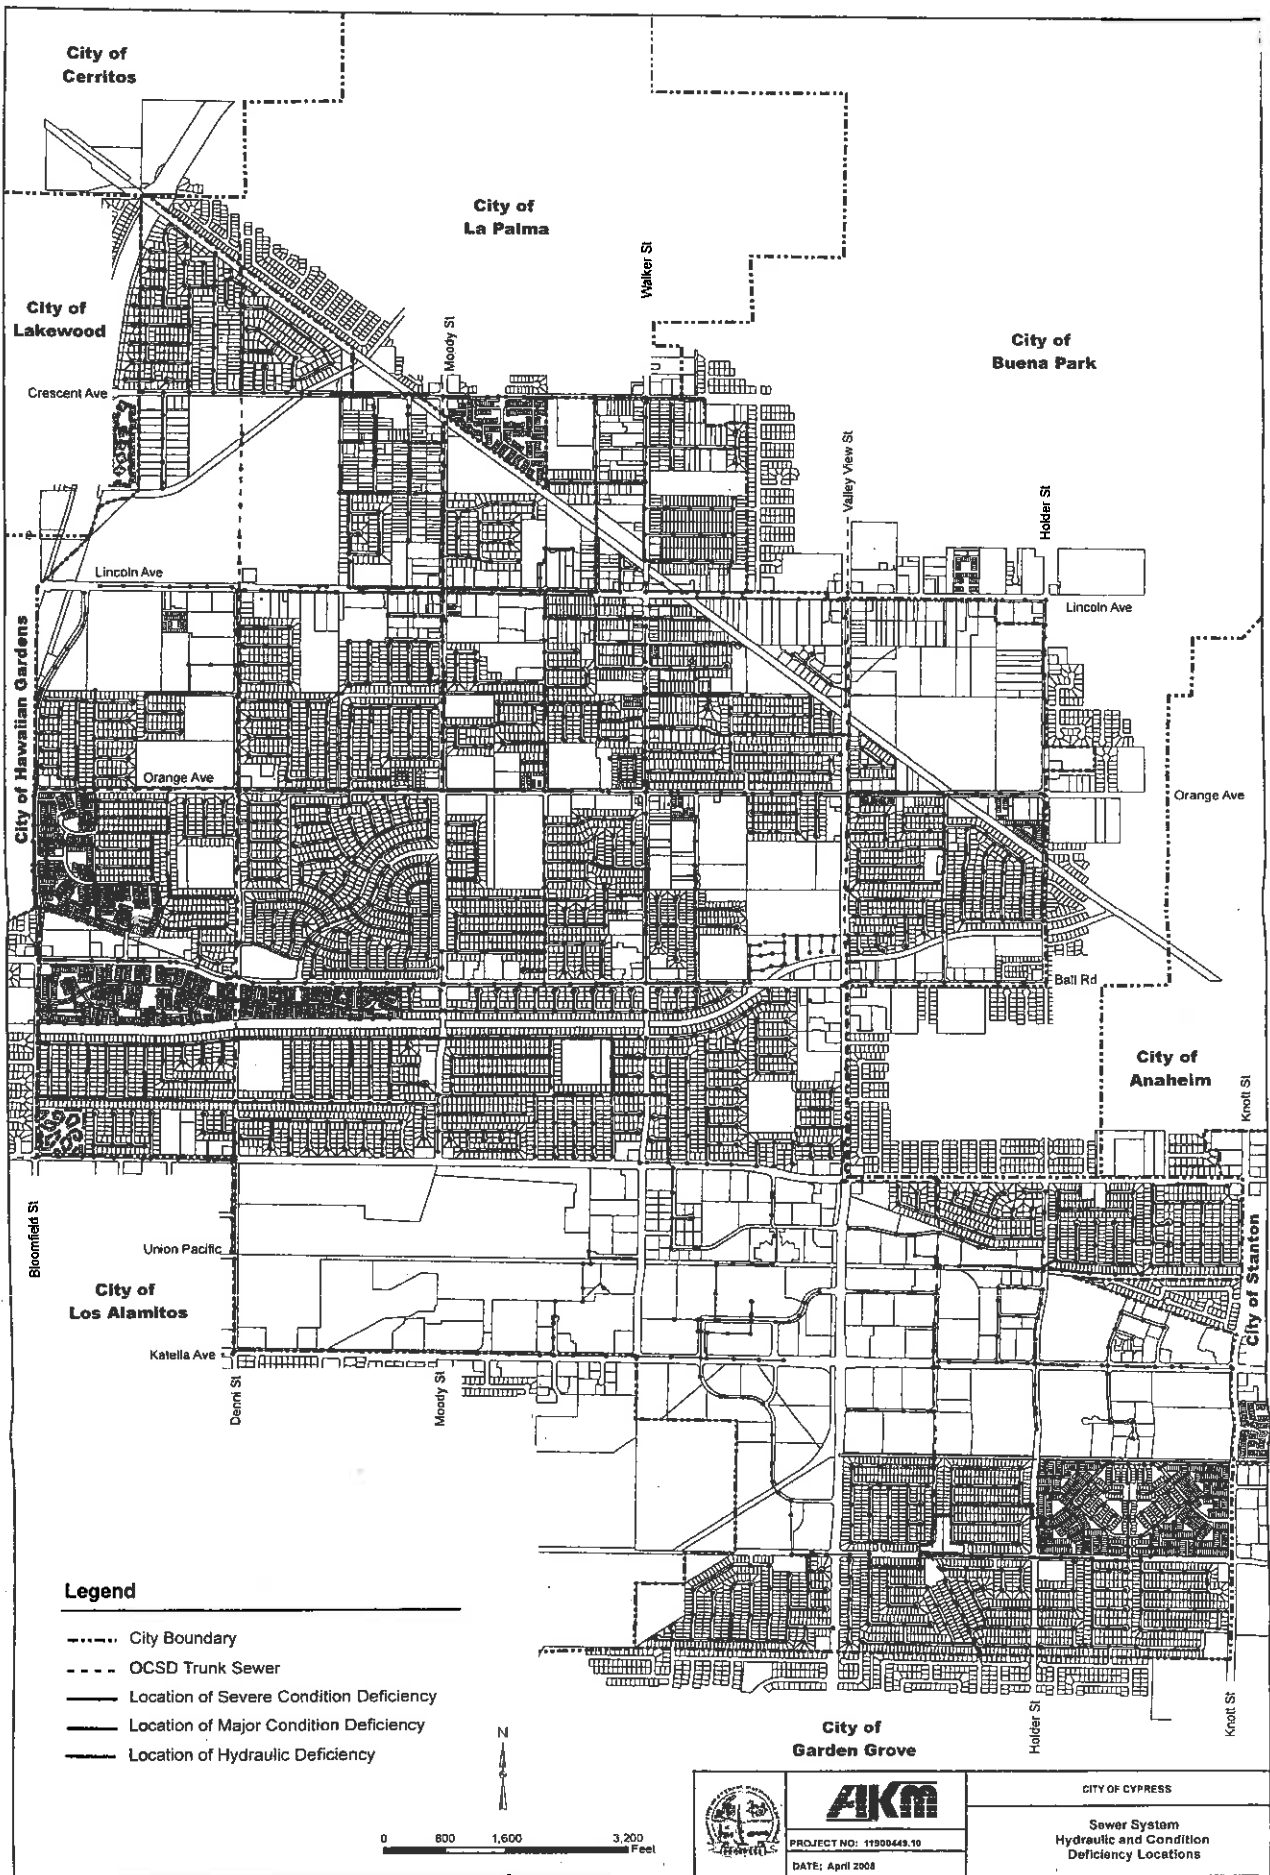 City of
Cerritos
City of
La Palma
Walker St
City of
Lakewood
Moody St
City of
Buena Park
Crescent Ave
Valley View St
Holder St
Lincoln Ave
Lincoln Ave
City of Hawaiian Gardens
Orange Ave
Orange Ave
Ball Rd
City of
Anaheim
Knott St
Bloomfield St
Union Pacific
City of
Los Alamitos
City of Stanton
Katella Ave
Denni St
Moody St
Legend
City Boundary
OCSD Trunk Sewer
Location of Severe Condition Deficiency
Location of Major Condition Deficiency
Location of Hydraulic Deficiency
N
City of
Garden Grove
Holder St
Knott St
0 800 1,600 3,200
Feet
AKM
PROJECT NO: 11900449.10
DATE: April 2008
CITY OF CYPRESS
Sewer System
Hydraulic and Condition
Deficiency Locations